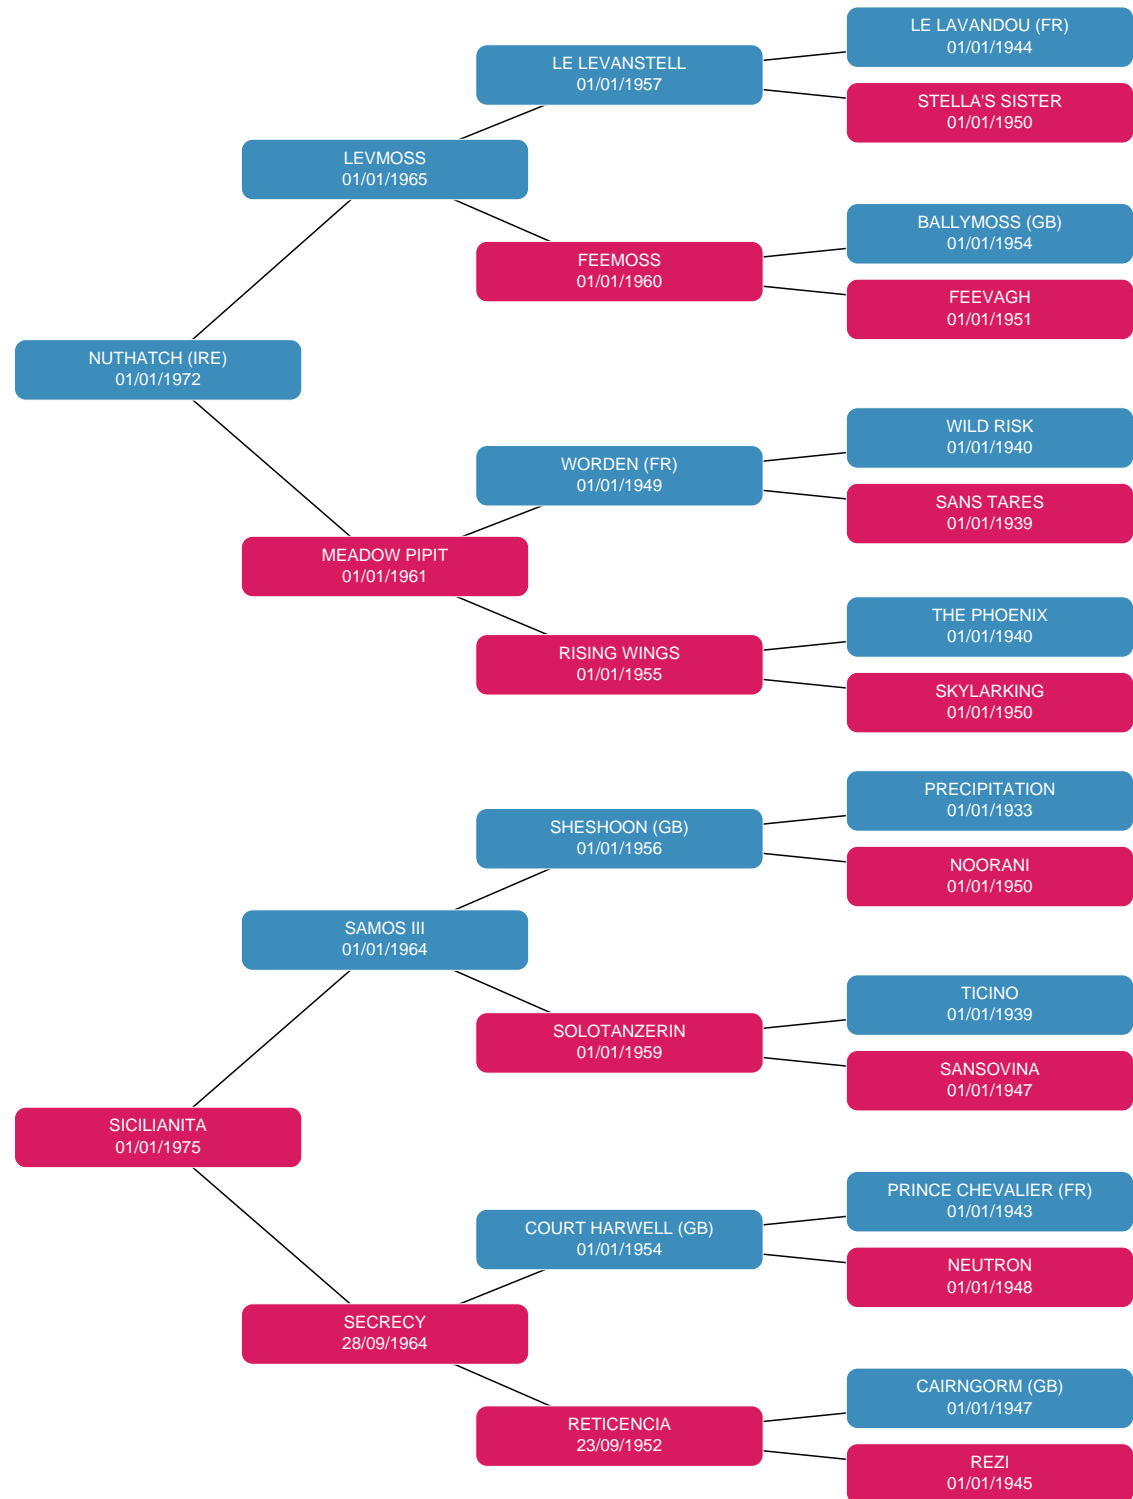 LE LAVANDOU (FR)
01/01/1944
LE LEVANSTELL
01/01/1957
STELLA'S SISTER
01/01/1950
LEVMOSS
01/01/1965
BALLYMOSS (GB)
01/01/1954
FEEMOSS
01/01/1960
FEEVAGH
01/01/1951
NUTHATCH (IRE)
01/01/1972
WILD RISK
01/01/1940
WORDEN (FR)
01/01/1949
SANS TARES
01/01/1939
MEADOW PIPIT
01/01/1961
THE PHOENIX
01/01/1940
RISING WINGS
01/01/1955
SKYLARKING
01/01/1950
PRECIPITATION
01/01/1933
SHESHOON (GB)
01/01/1956
NOORANI
01/01/1950
SAMOS III
01/01/1964
TICINO
01/01/1939
SOLOTANZERIN
01/01/1959
SANSOVINA
01/01/1947
SICILIANITA
01/01/1975
PRINCE CHEVALIER (FR)
01/01/1943
COURT HARWELL (GB)
01/01/1954
NEUTRON
01/01/1948
SECRECY
28/09/1964
CAIRNGORM (GB)
01/01/1947
RETICENCIA
23/09/1952
REZI
01/01/1945